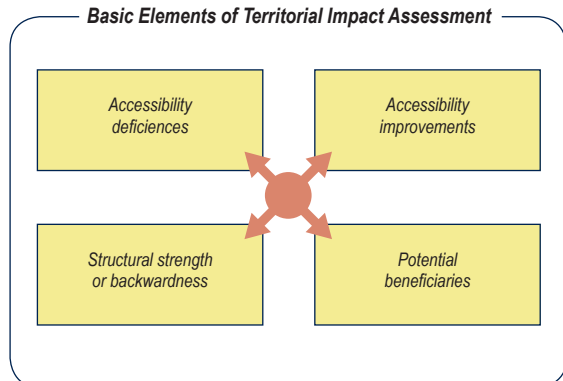 Basic Elements of Territorial Impact Assessment
Accessibility
deficiences
Accessibility
improvements
Structural strength
or backwardness
Potential
beneficiaries